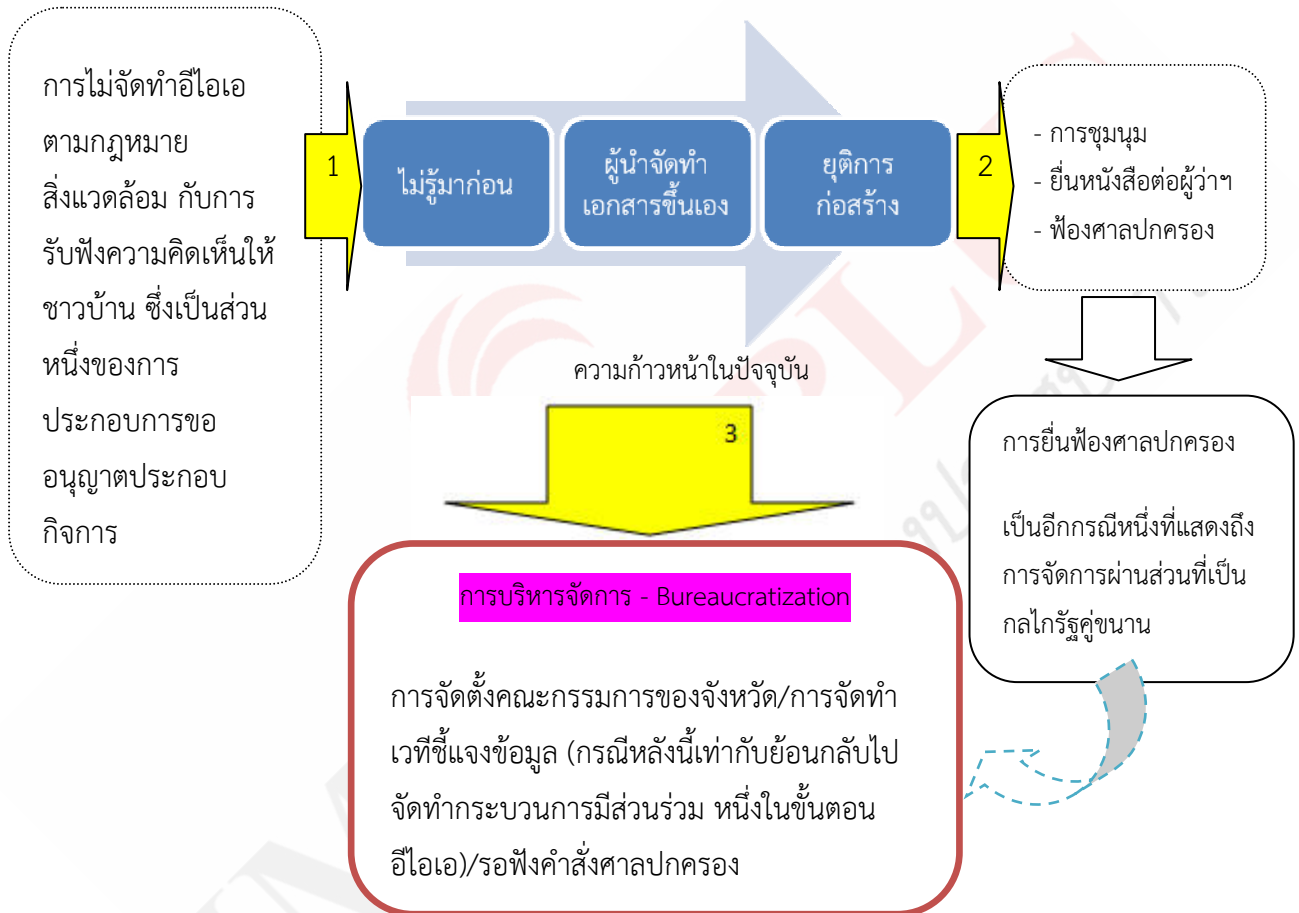 การไม่จัดทำอีไอเอ
ตามกฎหมาย
สิ่งแวดล้อม กับการ
รับฟังความคิดเห็นให้
ชาวบ้าน ซึ่งเป็นส่วน
หนึ่งของการ
ประกอบการขอ
อนุญาตประกอบ
กิจการ
1
ไม่รู้มาก่อน
ผู้นำจัดทำ
เอกสารขึ้นเอง
ยุติการ
ก่อสร้าง
2
- การชุมนุม
- ยื่นหนังสือต่อผู้ว่าฯ
- ฟ้องศาลปกครอง
ความก้าวหน้าในปัจจุบัน
3
การยื่นฟ้องศาลปกครอง
เป็นอีกกรณีหนึ่งที่แสดงถึง
การจัดการผ่านส่วนที่เป็น
กลไกรัฐคู่ขนาน
การบริหารจัดการ - Bureaucratization
การจัดตั้งคณะกรรมการของจังหวัด/การจัดทำ
เวทีชี้แจงข้อมูล (กรณีหลังนี้เท่ากับย้อนกลับไป
จัดทำกระบวนการมีส่วนร่วม หนึ่งในขั้นตอน
อีไอเอ)/รอฟังคำสั่งศาลปกครอง